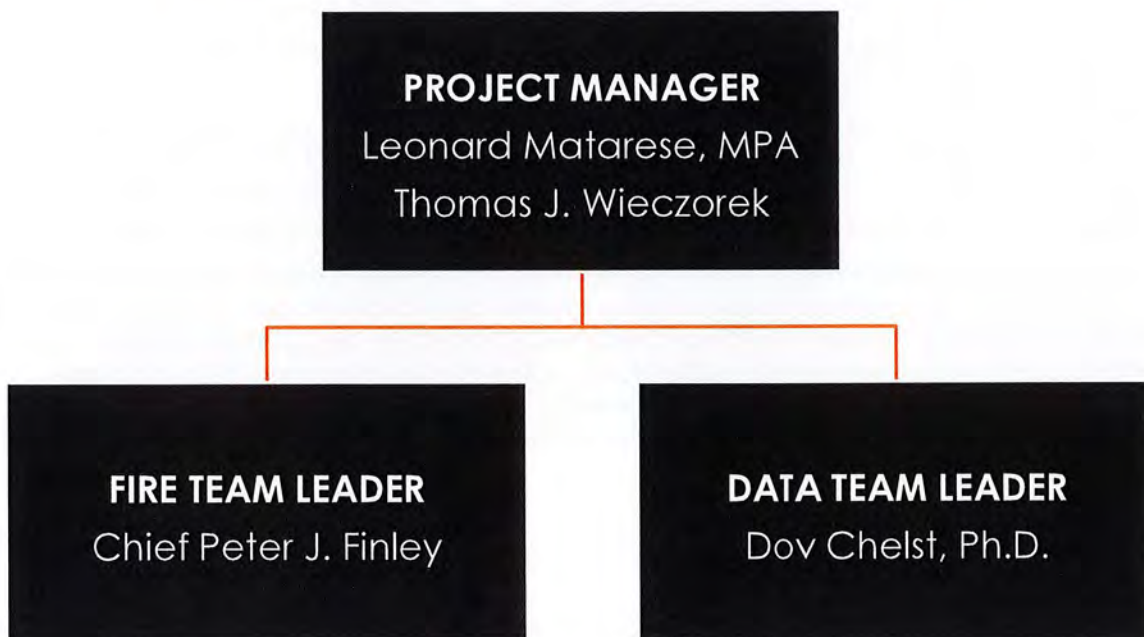 PROJECT MANAGER
Leonard Matarese, MPA
Thomas J. Wieczorek
FIRE TEAM LEADER
Chief Peter J. Finley
DATA TEAM LEADER
Dov Chelst, Ph.D.